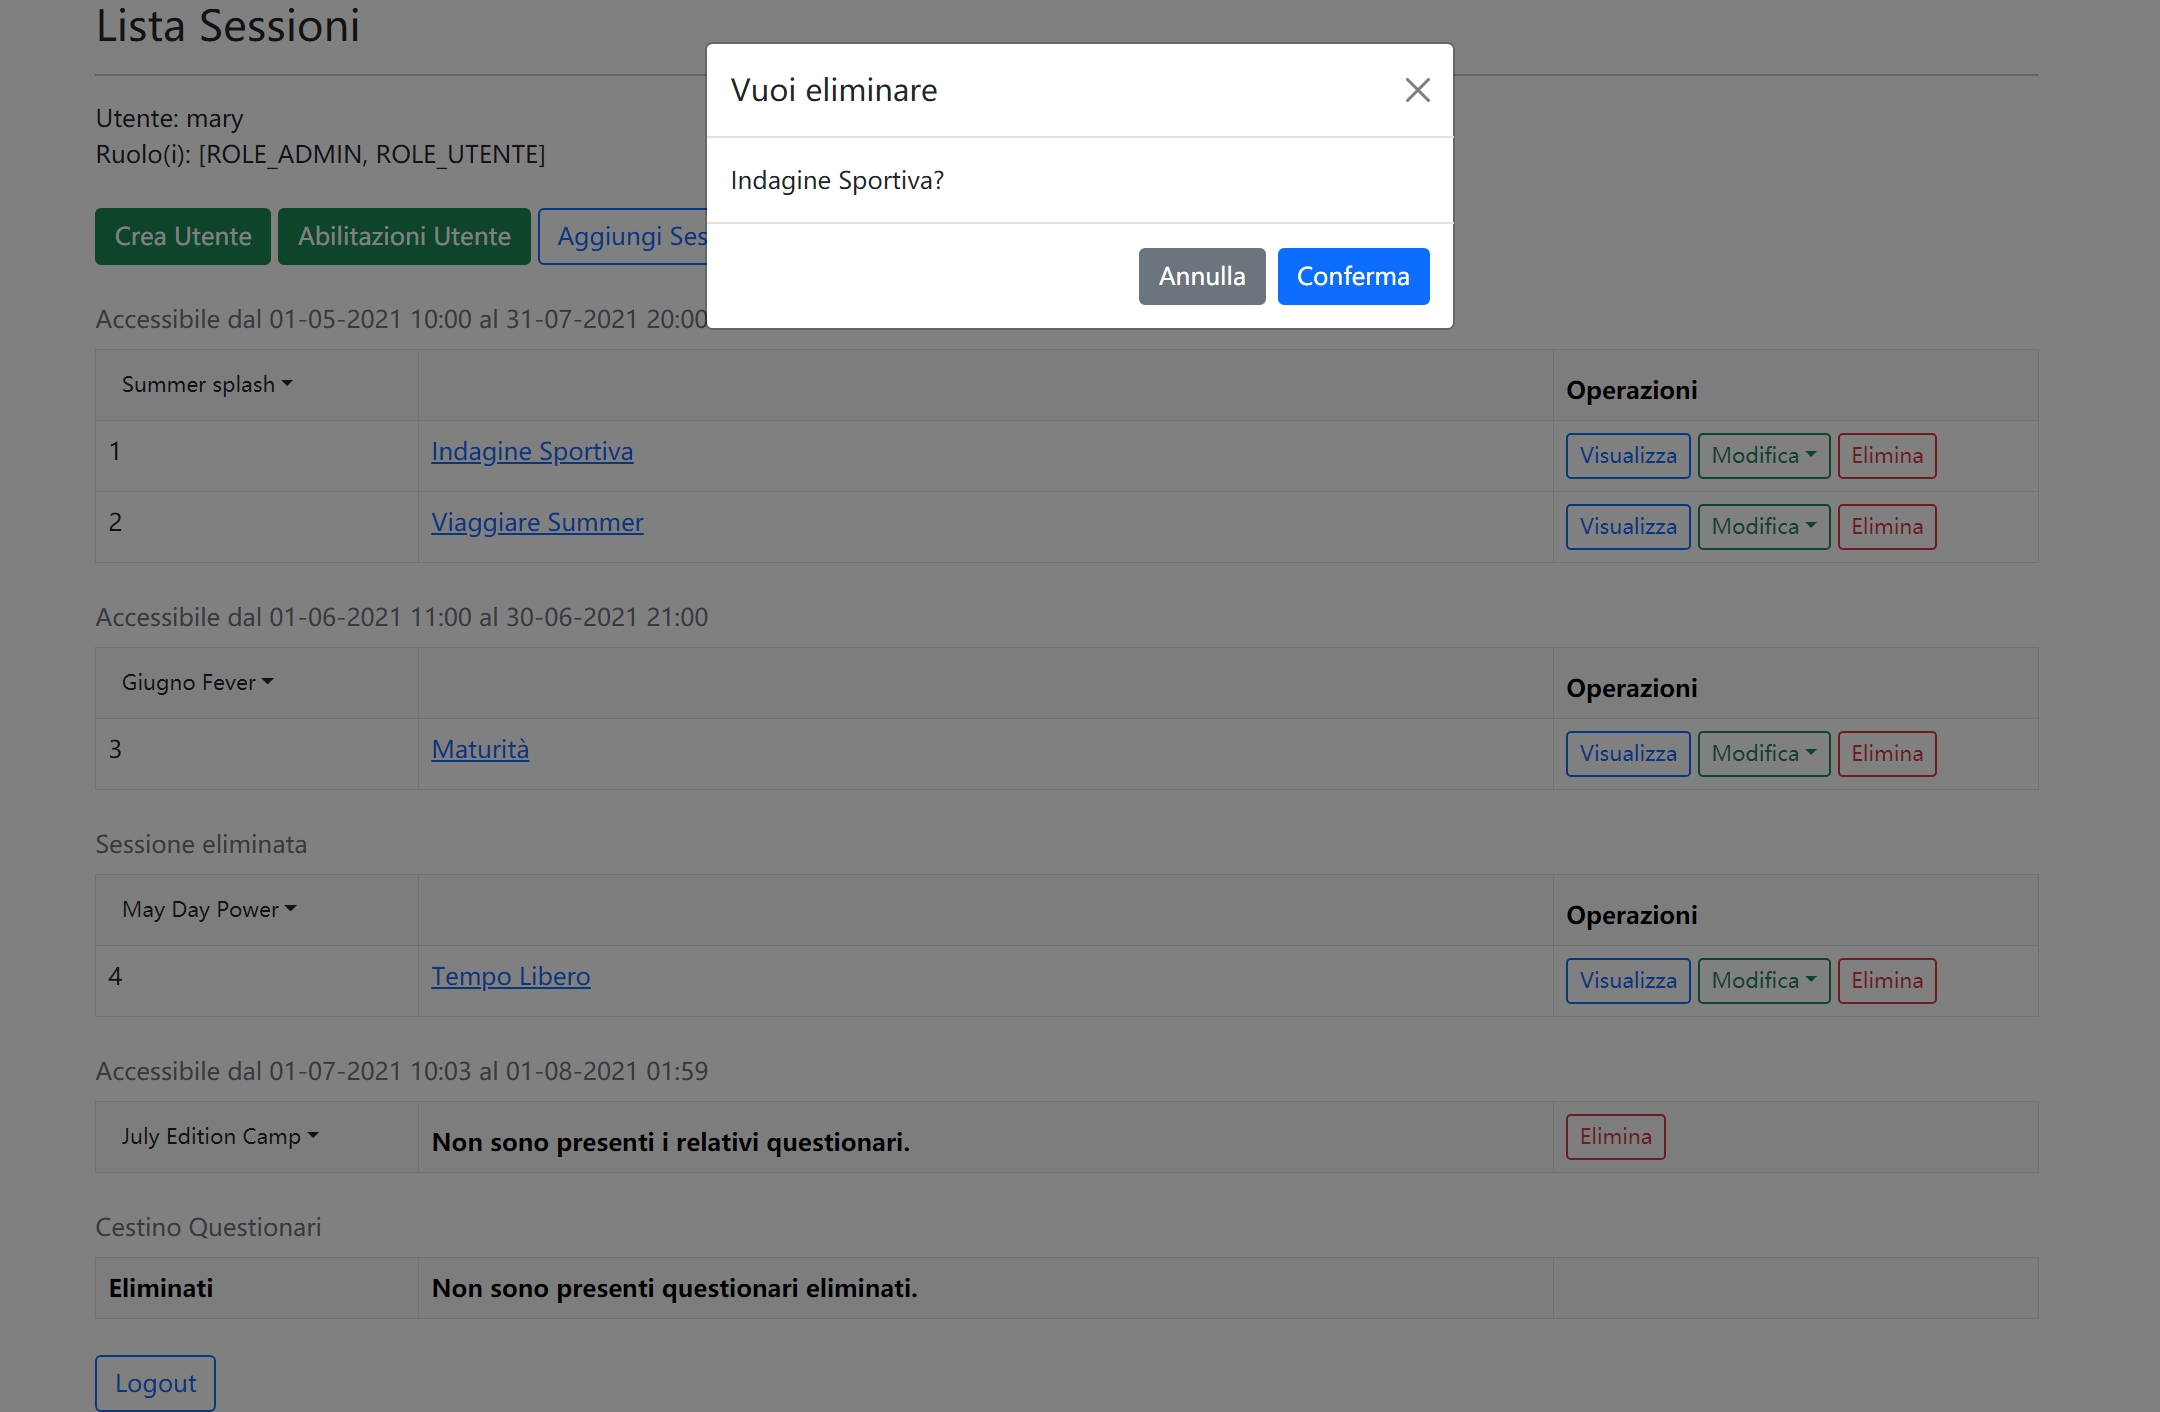 Lista Sessioni
Vuoi eliminare
Indagine Sportiva?
Annulla Conferma
Utente: mary
Ruolo(i): [ROLE_ADMIN, ROLE_UTENTE]
Crea Utente Abilitazioni Utente Aggiungi Ses
Accessibile dal 01-05-2021 10:00 al 31-07-2021 20:00
Summer splash Operazioni
1 Indagine Sportiva Visualizza Modifica Elimina
2 Viaggiare Summer Visualizza Modifica Elimina
Accessibile dal 01-06-2021 11:00 al 30-06-2021 21:00
Giugno Fever Operazioni
3 Maturità Visualizza Modifica Elimina
Sessione eliminata
May Day Power Operazioni
4 Tempo Libero Visualizza Modifica Elimina
Accessibile dal 01-07-2021 10:03 al 01-08-2021 01:59
July Edition Camp Non sono presenti i relativi questionari. Elimina
Cestino Questionari
Eliminati Non sono presenti questionari eliminati.
Logout